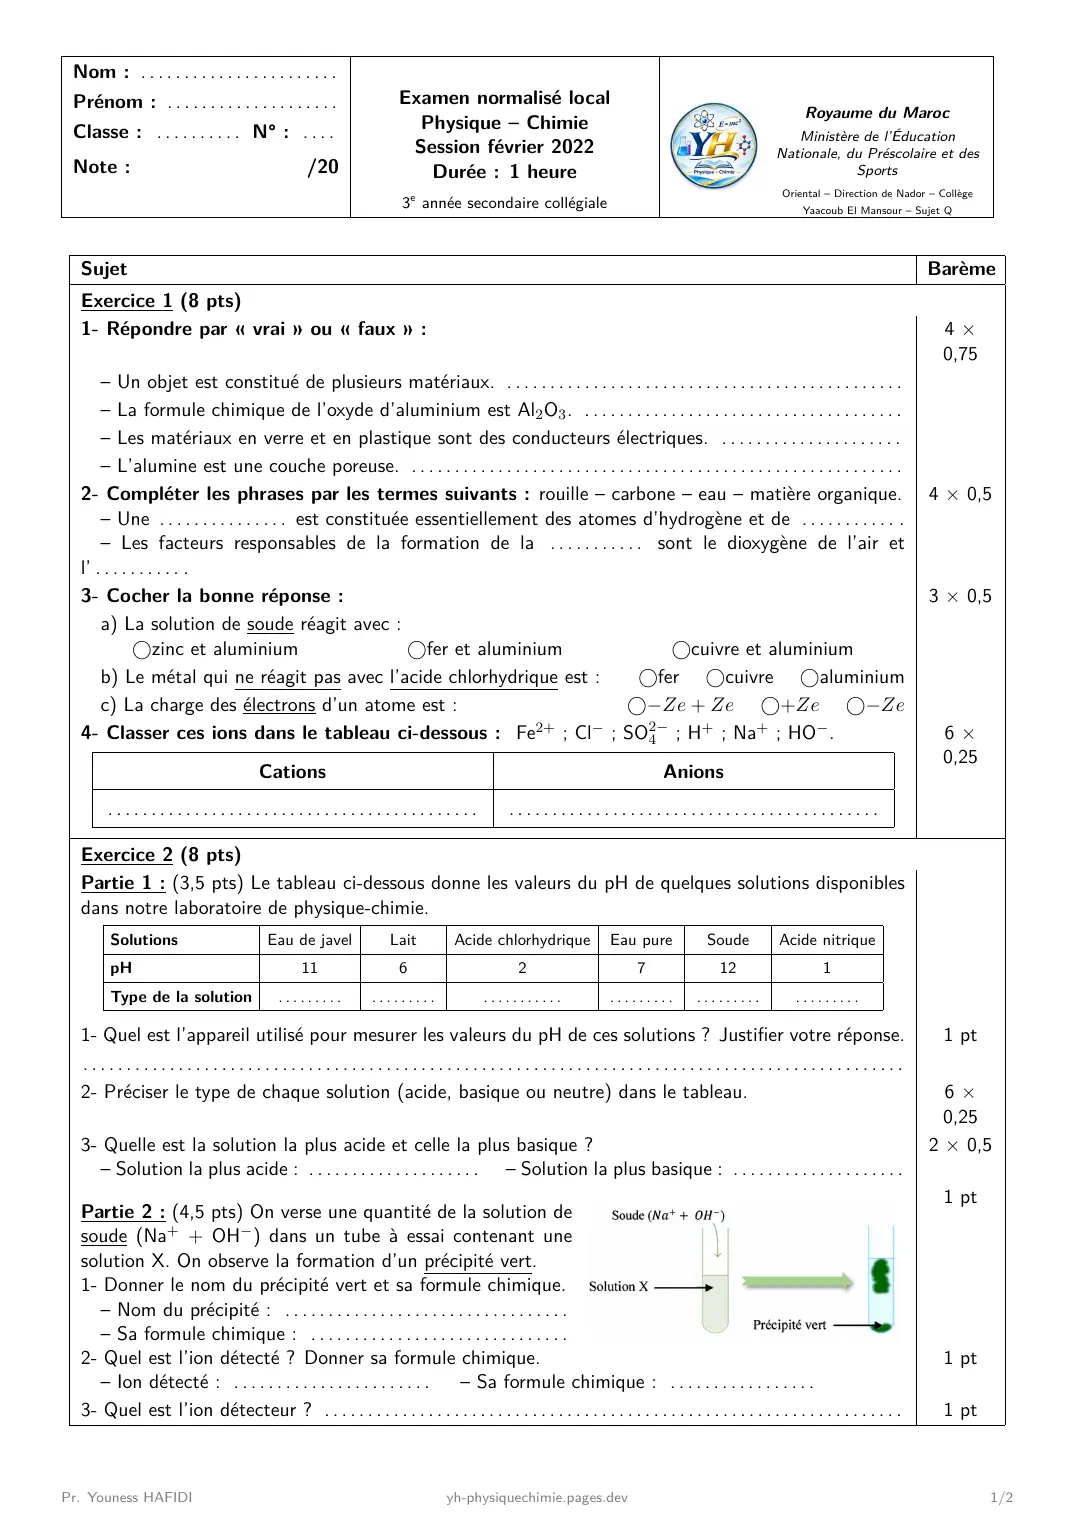 Nom : .......................
Prénom : ....................
Classe : .......... N° : ....
Note : /20
Examen normalisé local
Physique – Chimie
Session février 2022
Durée : 1 heure
3e année secondaire collégiale
E=mc²
YH
Physique - Chimie
Royaume du Maroc
Ministère de l'Éducation
Nationale, du Préscolaire et des
Sports
Oriental – Direction de Nador – Collège
Yaacoub El Mansour – Sujet Q
Sujet Barème
Exercice 1 (8 pts)
1- Répondre par « vrai » ou « faux » : 4 ×
0,75
– Un objet est constitué de plusieurs matériaux. ..............................................
– La formule chimique de l'oxyde d'aluminium est Al₂O₃. .....................................
– Les matériaux en verre et en plastique sont des conducteurs électriques. .....................
– L'alumine est une couche poreuse. .........................................................
2- Compléter les phrases par les termes suivants : rouille – carbone – eau – matière organique. 4 × 0,5
– Une ............... est constituée essentiellement des atomes d'hydrogène et de ............
– Les facteurs responsables de la formation de la ........... sont le dioxygène de l'air et
l'...........
3- Cocher la bonne réponse : 3 × 0,5
a) La solution de soude réagit avec :
◯zinc et aluminium ◯fer et aluminium ◯cuivre et aluminium
b) Le métal qui ne réagit pas avec l'acide chlorhydrique est : ◯fer ◯cuivre ◯aluminium
c) La charge des électrons d'un atome est : ◯−Ze + Ze ◯+Ze ◯−Ze
4- Classer ces ions dans le tableau ci-dessous : Fe²⁺ ; Cl⁻ ; SO₄²⁻ ; H⁺ ; Na⁺ ; HO⁻. 6 ×
0,25
Cations Anions
........................................... ...........................................
Exercice 2 (8 pts)
Partie 1 : (3,5 pts) Le tableau ci-dessous donne les valeurs du pH de quelques solutions disponibles
dans notre laboratoire de physique-chimie.
Solutions Eau de javel Lait Acide chlorhydrique Eau pure Soude Acide nitrique
pH 11 6 2 7 12 1
Type de la solution ......... ......... ........... ......... ......... .........
1- Quel est l'appareil utilisé pour mesurer les valeurs du pH de ces solutions ? Justifier votre réponse. 1 pt
...............................................................................................
2- Préciser le type de chaque solution (acide, basique ou neutre) dans le tableau. 6 ×
0,25
3- Quelle est la solution la plus acide et celle la plus basique ? 2 × 0,5
– Solution la plus acide : .................... – Solution la plus basique : ....................
1 pt
Partie 2 : (4,5 pts) On verse une quantité de la solution de
soude (Na⁺ + OH⁻) dans un tube à essai contenant une
solution X. On observe la formation d'un précipité vert.
1- Donner le nom du précipité vert et sa formule chimique.
– Nom du précipité : .................................
– Sa formule chimique : ..............................
Soude (Na⁺ + OH⁻)
Solution X
Précipité vert
2- Quel est l'ion détecté ? Donner sa formule chimique. 1 pt
– Ion détecté : ....................... – Sa formule chimique : .................
3- Quel est l'ion détecteur ? ................................................................... 1 pt
Pr. Youness HAFIDI yh-physiquechimie.pages.dev 1/2